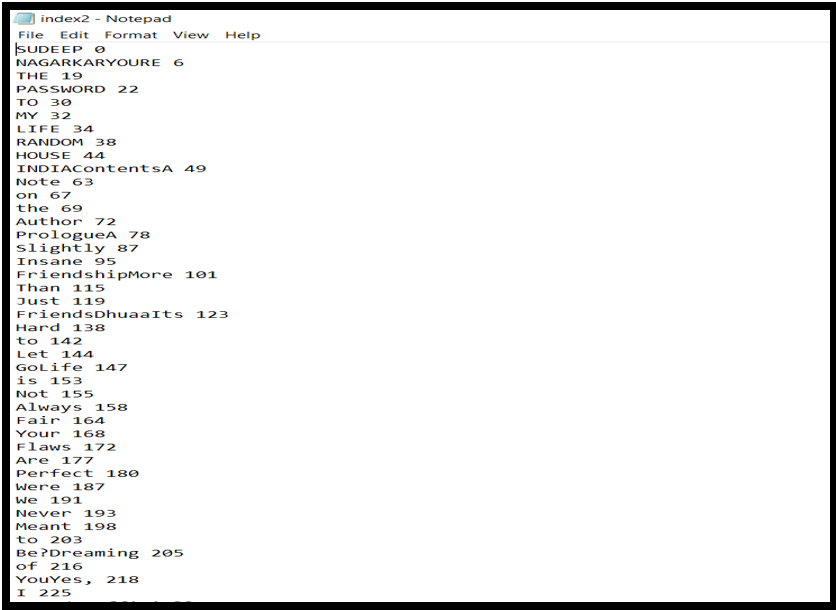 index2 - Notepad
File Edit Format View Help
SUDEEP 0
NAGARKARYOURE 6
THE 19
PASSWORD 22
TO 30
MY 32
LIFE 34
RANDOM 38
HOUSE 44
INDIAContentsA 49
Note 63
on 67
the 69
Author 72
PrologueA 78
Slightly 87
Insane 95
FriendshipMore 101
Than 115
Just 119
FriendsDhuaaIts 123
Hard 138
to 142
Let 144
GoLife 147
is 153
Not 155
Always 158
Fair 164
Your 168
Flaws 172
Are 177
Perfect 180
Were 187
We 191
Never 193
Meant 198
to 203
Be?Dreaming 205
of 216
YouYes, 218
I 225